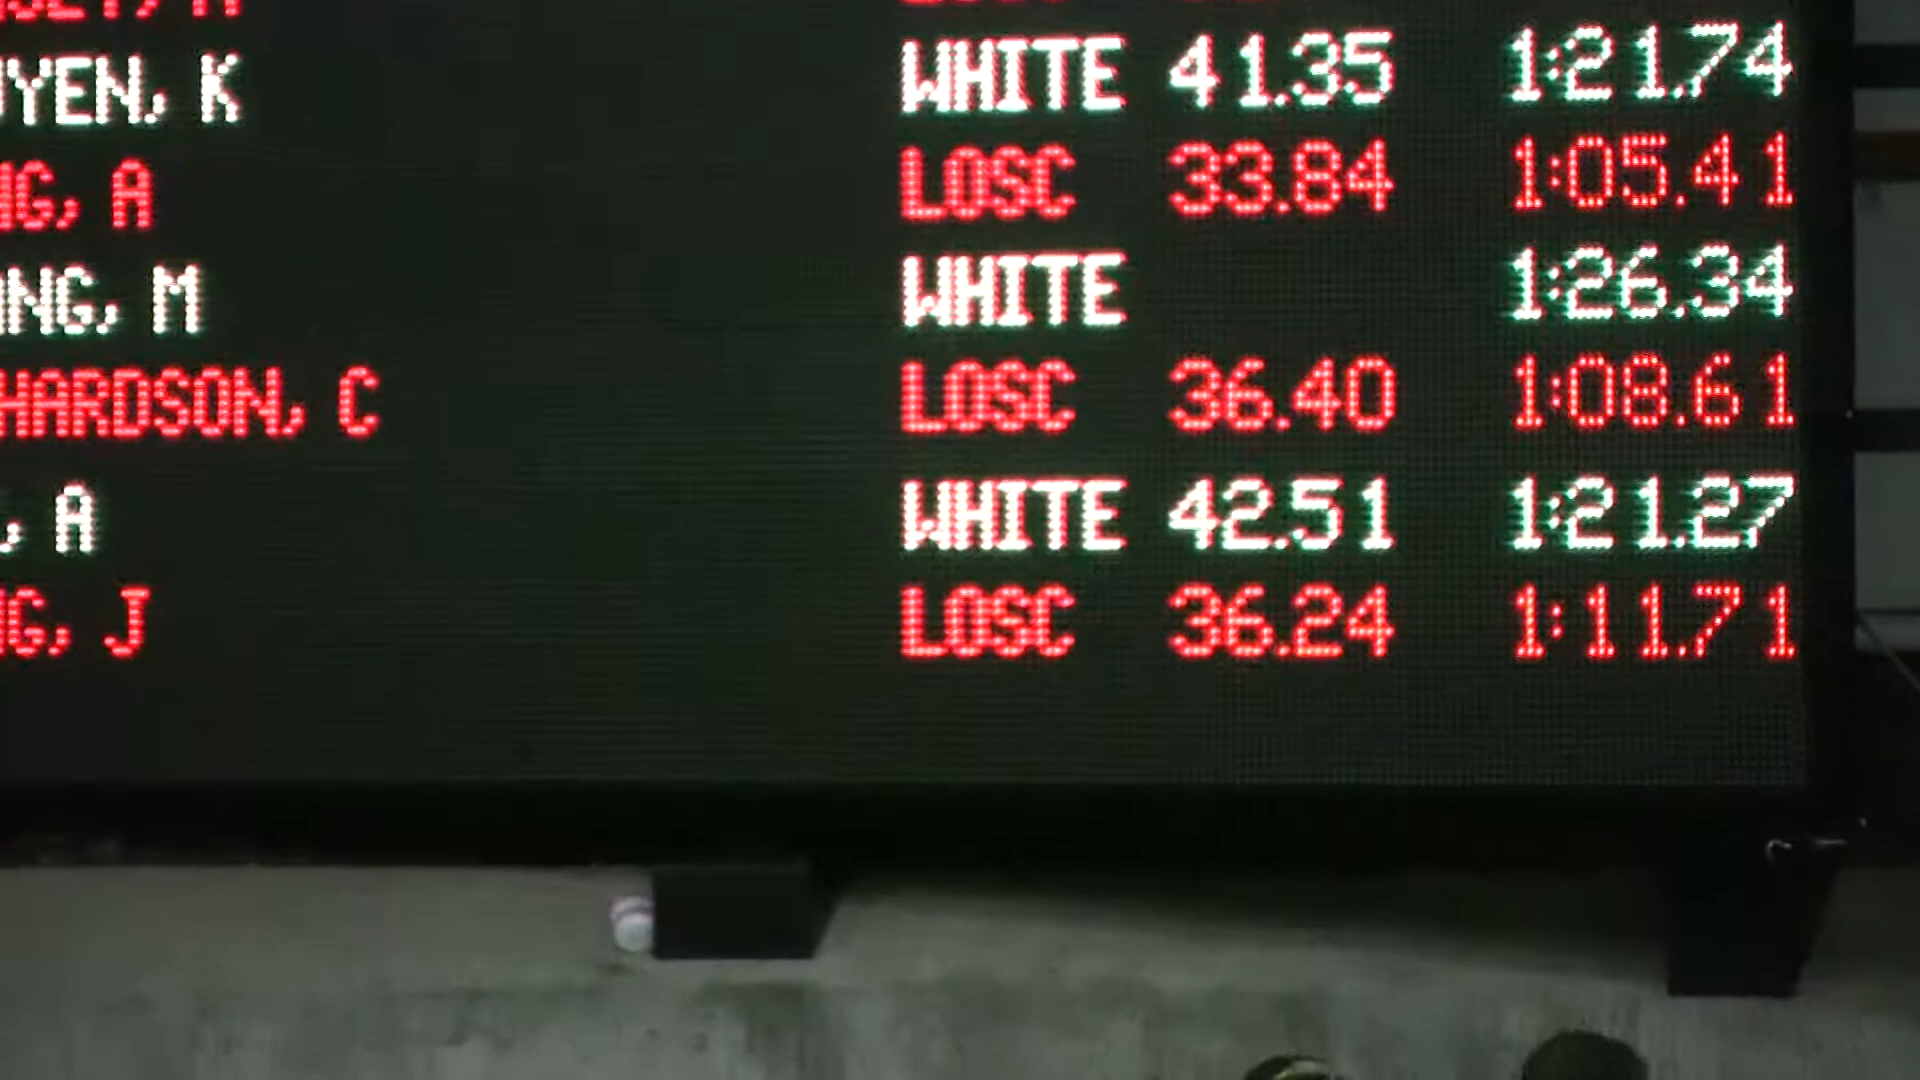 YEN, K WHITE 41.35 1:21.74
G, A LOSC 33.84 1:05.41
NG, M WHITE 1:26.34
HARDSON, C LOSC 36.40 1:08.61
, A WHITE 42.51 1:21.27
G, J LOSC 36.24 1:11.71